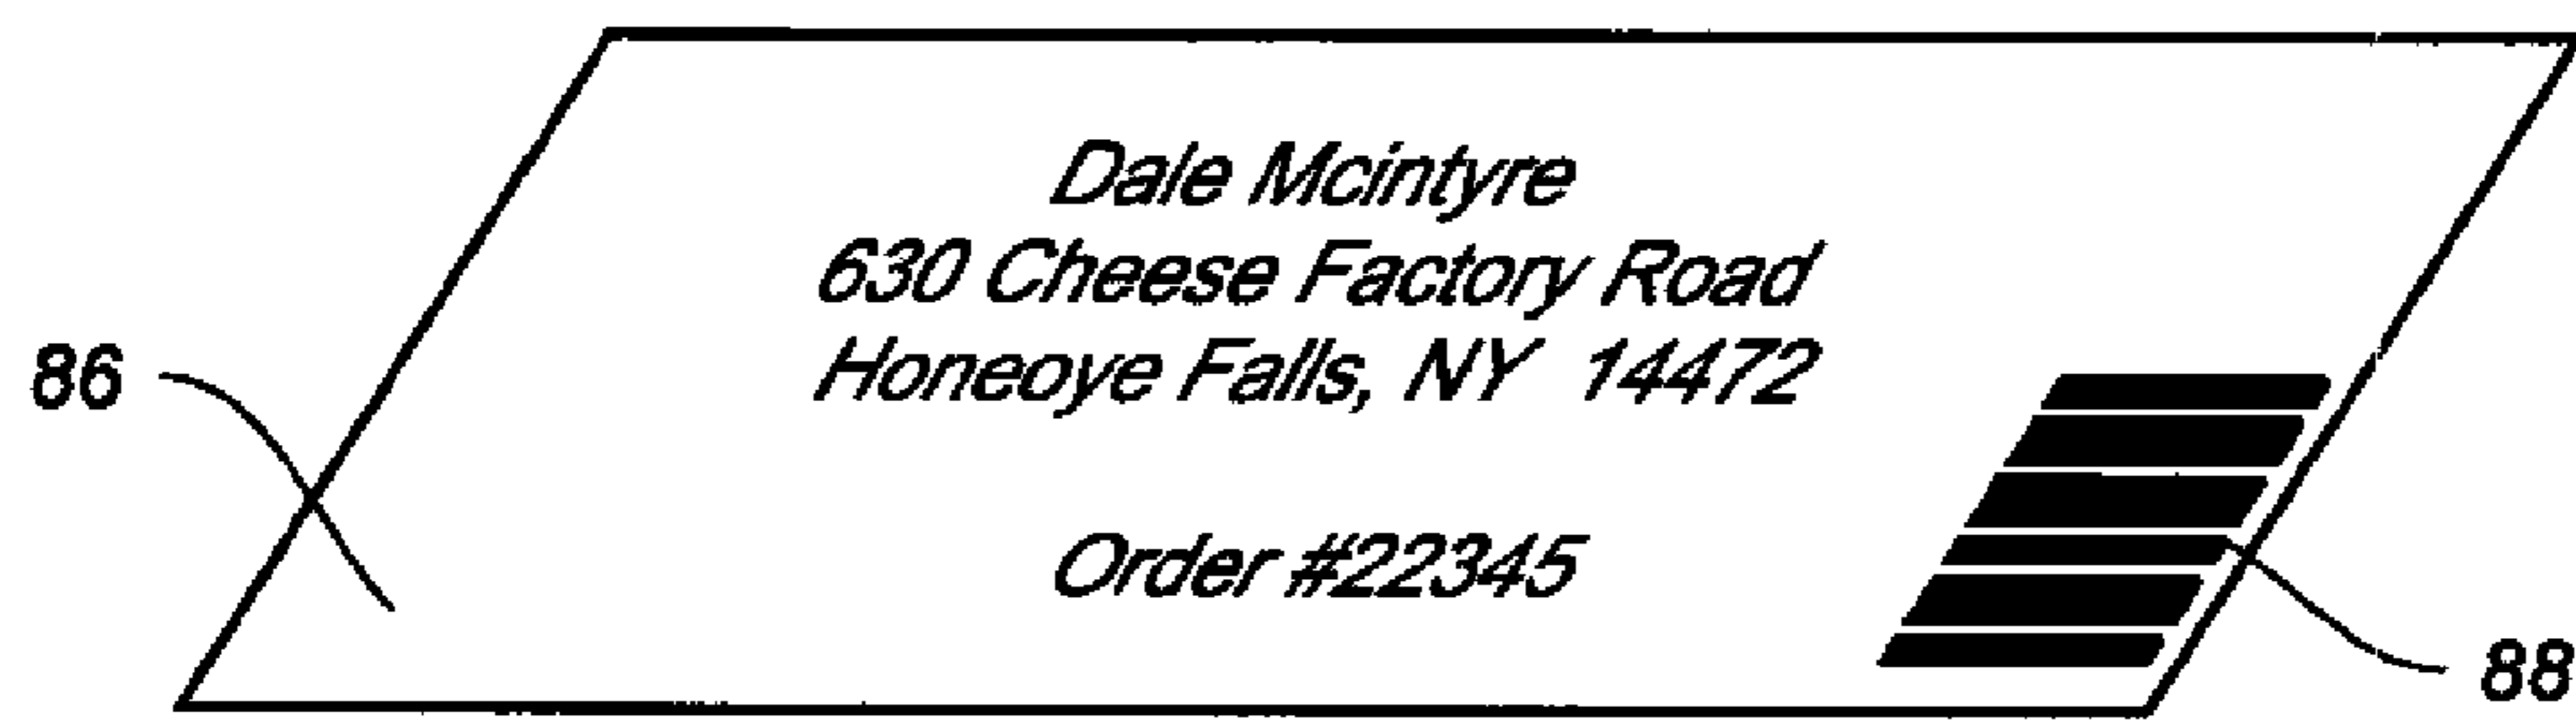 Dale Mcintyre
630 Cheese Factory Road
Honeoye Falls, NY 14472
86
Order #22345
88